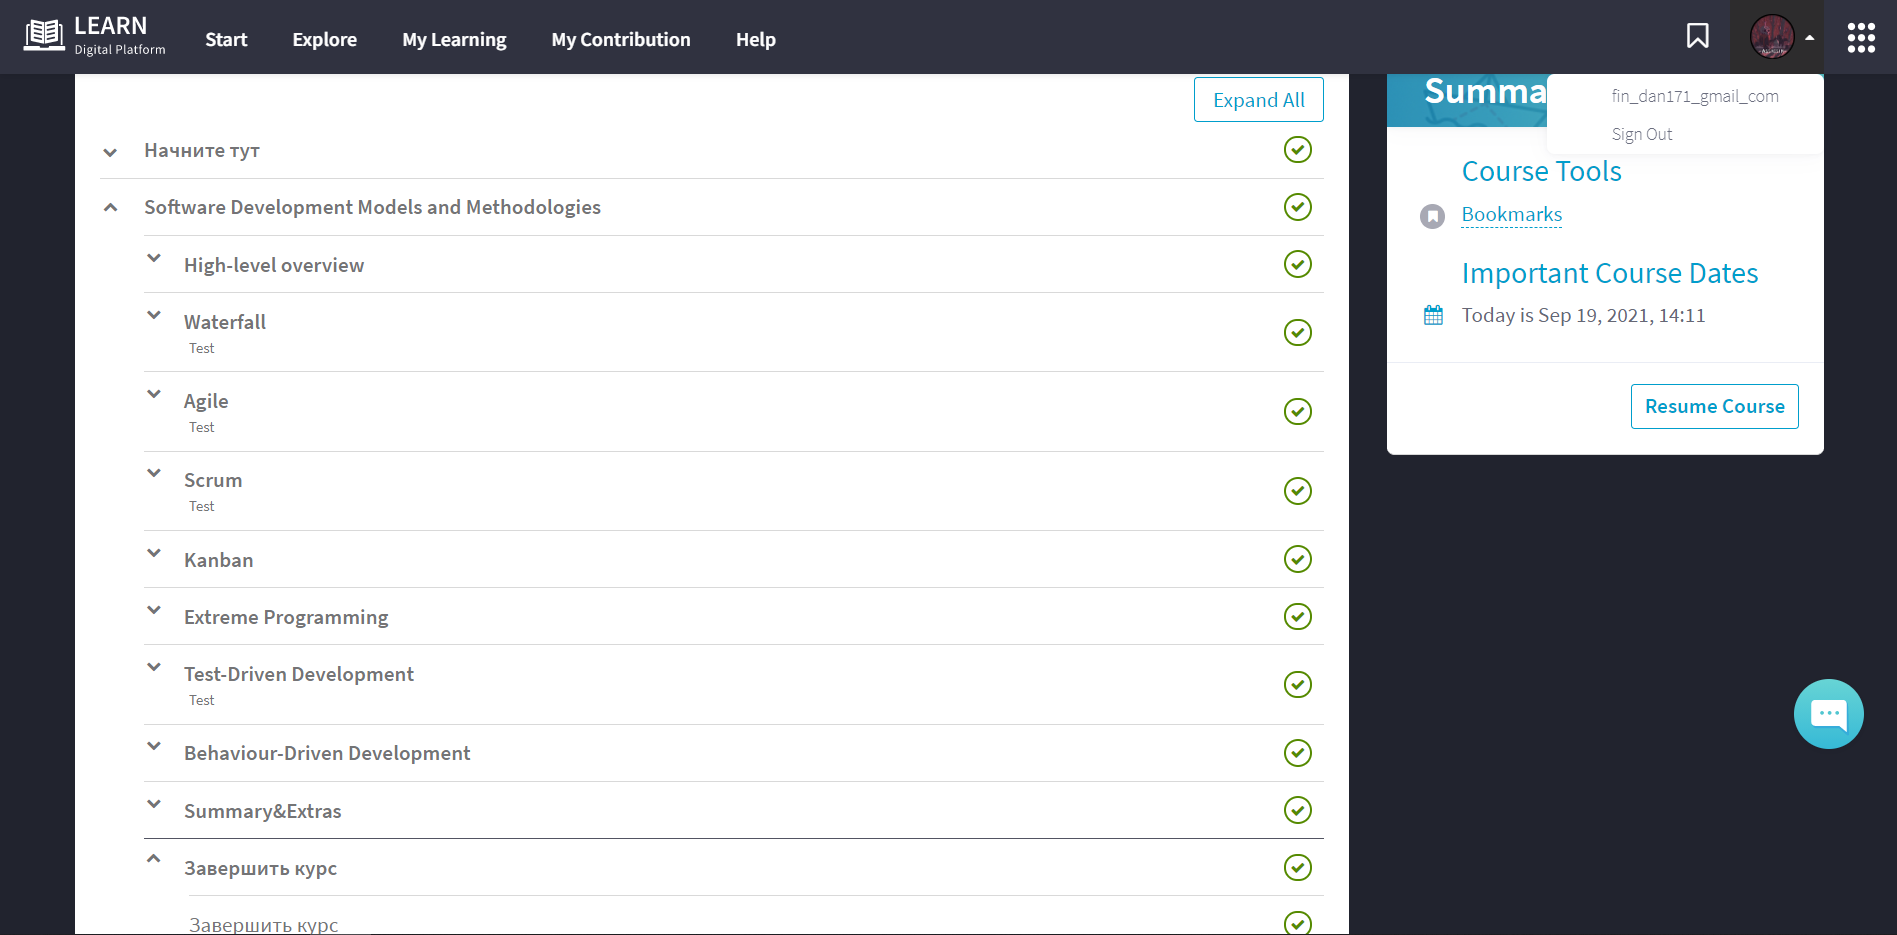 LEARN
Digital Platform
Start
Explore
My Learning
My Contribution
Help
fin_dan171_gmail_com
Sign Out
Expand All
Начните тут
Software Development Models and Methodologies
High-level overview
Waterfall
Test
Agile
Test
Scrum
Test
Kanban
Extreme Programming
Test-Driven Development
Test
Behaviour-Driven Development
Summary&Extras
Завершить курс
Завершить курс
Summa
Course Tools
Bookmarks
Important Course Dates
Today is Sep 19, 2021, 14:11
Resume Course